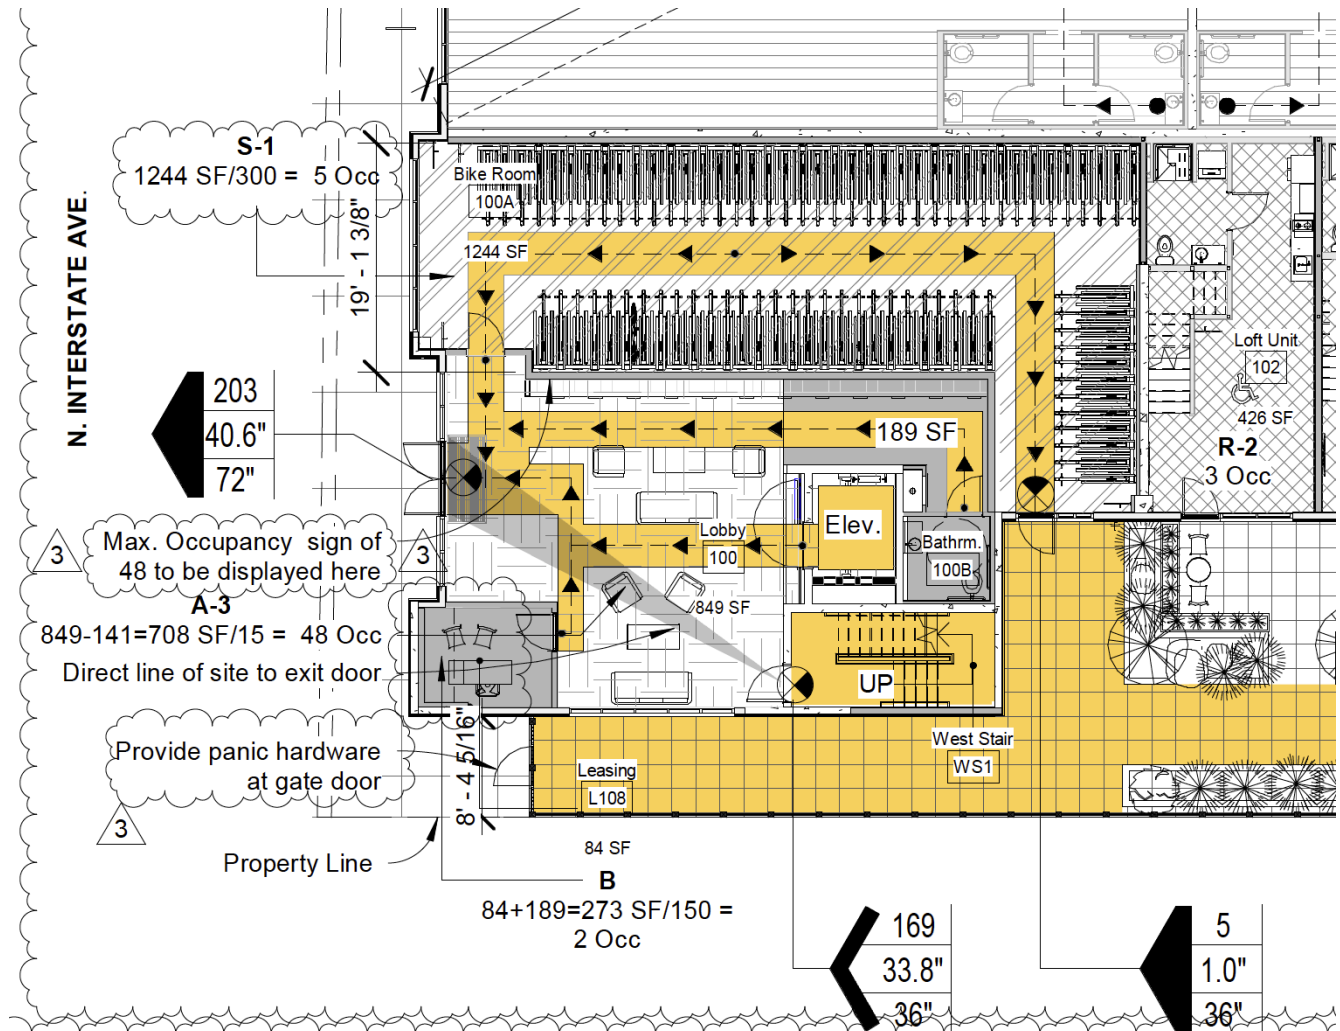 S-1
1244 SF/300 = 5 Occ
N. INTERSTATE AVE.
19' - 1 3/8"
Bike Room
100A
1244 SF
Loft Unit
102
426 SF
R-2
3 Occ
203
40.6"
72"
189 SF
Elev.
Lobby
100
Bathrm.
100B
849 SF
3
Max. Occupancy sign of
48 to be displayed here
3
A-3
849-141=708 SF/15 = 48 Occ
Direct line of site to exit door
UP
Provide panic hardware
at gate door
3
8' - 4 5/16"
West Stair
WS1
Leasing
L108
Property Line
84 SF
B
84+189=273 SF/150 =
2 Occ
169
33.8"
36"
5
1.0"
36"